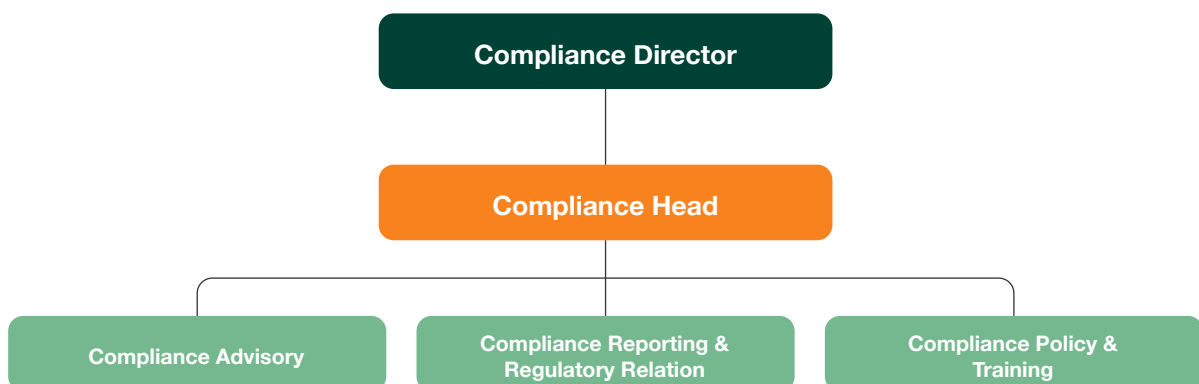 Compliance Director
Compliance Head
Compliance Advisory
Compliance Reporting &
Regulatory Relation
Compliance Policy &
Training